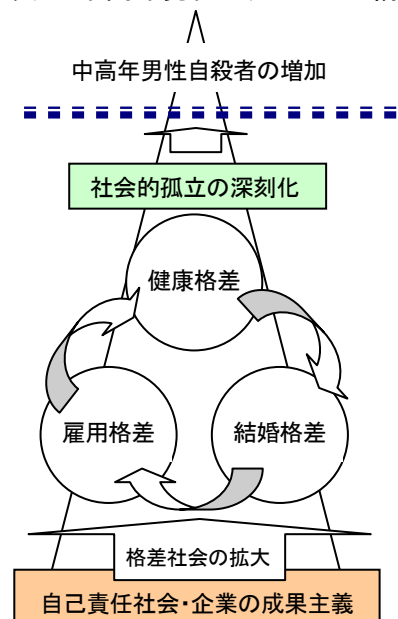 中高年男性自殺者の増加
社会的孤立の深刻化
健康格差
雇用格差
結婚格差
格差社会の拡大
自己責任社会・企業の成果主義